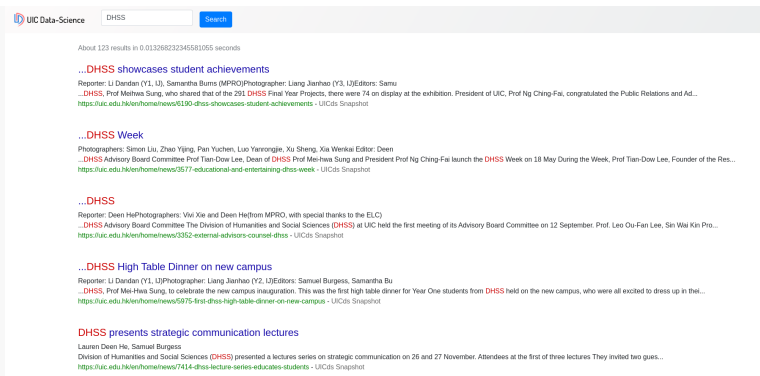 UIC Data-Science DHSS Search
About 123 results in 0.013268232345581055 seconds
...DHSS showcases student achievements
Reporter: Li Dandan (Y1, IJ), Samantha Burns (MPRO)Photographer: Liang Jianhao (Y3, IJ)Editors: Samu
...DHSS, Prof Meihwa Sung, who shared that of the 291 DHSS Final Year Projects, there were 74 on display at the exhibition. President of UIC, Prof Ng Ching-Fai, congratulated the Public Relations and Ad...
https://uic.edu.hk/en/home/news/6190-dhss-showcases-student-achievements - UICds Snapshot
...DHSS Week
Photographers: Simon Liu, Zhao Yijing, Pan Yuchen, Luo Yanrongjie, Xu Sheng, Xia Wenkai Editor: Deen
...DHSS Advisory Board Committee Prof Tian-Dow Lee, Dean of DHSS Prof Mei-hwa Sung and President Prof Ng Ching-Fai launch the DHSS Week on 18 May During the Week, Prof Tian-Dow Lee, Founder of the Res...
https://uic.edu.hk/en/home/news/3577-educational-and-entertaining-dhss-week - UICds Snapshot
...DHSS
Reporter: Deen HePhotographers: Vivi Xie and Deen He(from MPRO, with special thanks to the ELC)
...DHSS Advisory Board Committee The Division of Humanities and Social Sciences (DHSS) at UIC held the first meeting of its Advisory Board Committee on 12 September. Prof. Leo Ou-Fan Lee, Sin Wai Kin Pro...
https://uic.edu.hk/en/home/news/3352-external-advisors-counsel-dhss - UICds Snapshot
...DHSS High Table Dinner on new campus
Reporter: Li Dandan (Y1, IJ)Photographer: Liang Jianhao (Y2, IJ)Editors: Samuel Burgess, Samantha Bu
...DHSS, Prof Mei-Hwa Sung, to celebrate the new campus inauguration. This was the first high table dinner for Year One students from DHSS held on the new campus, who were all excited to dress up in thei...
https://uic.edu.hk/en/home/news/5975-first-dhss-high-table-dinner-on-new-campus - UICds Snapshot
DHSS presents strategic communication lectures
Lauren Deen He, Samuel Burgess
Division of Humanities and Social Sciences (DHSS) presented a lectures series on strategic communication on 26 and 27 November. Attendees at the first of three lectures They invited two gues...
https://uic.edu.hk/en/home/news/7414-dhss-lecture-series-educates-students - UICds Snapshot